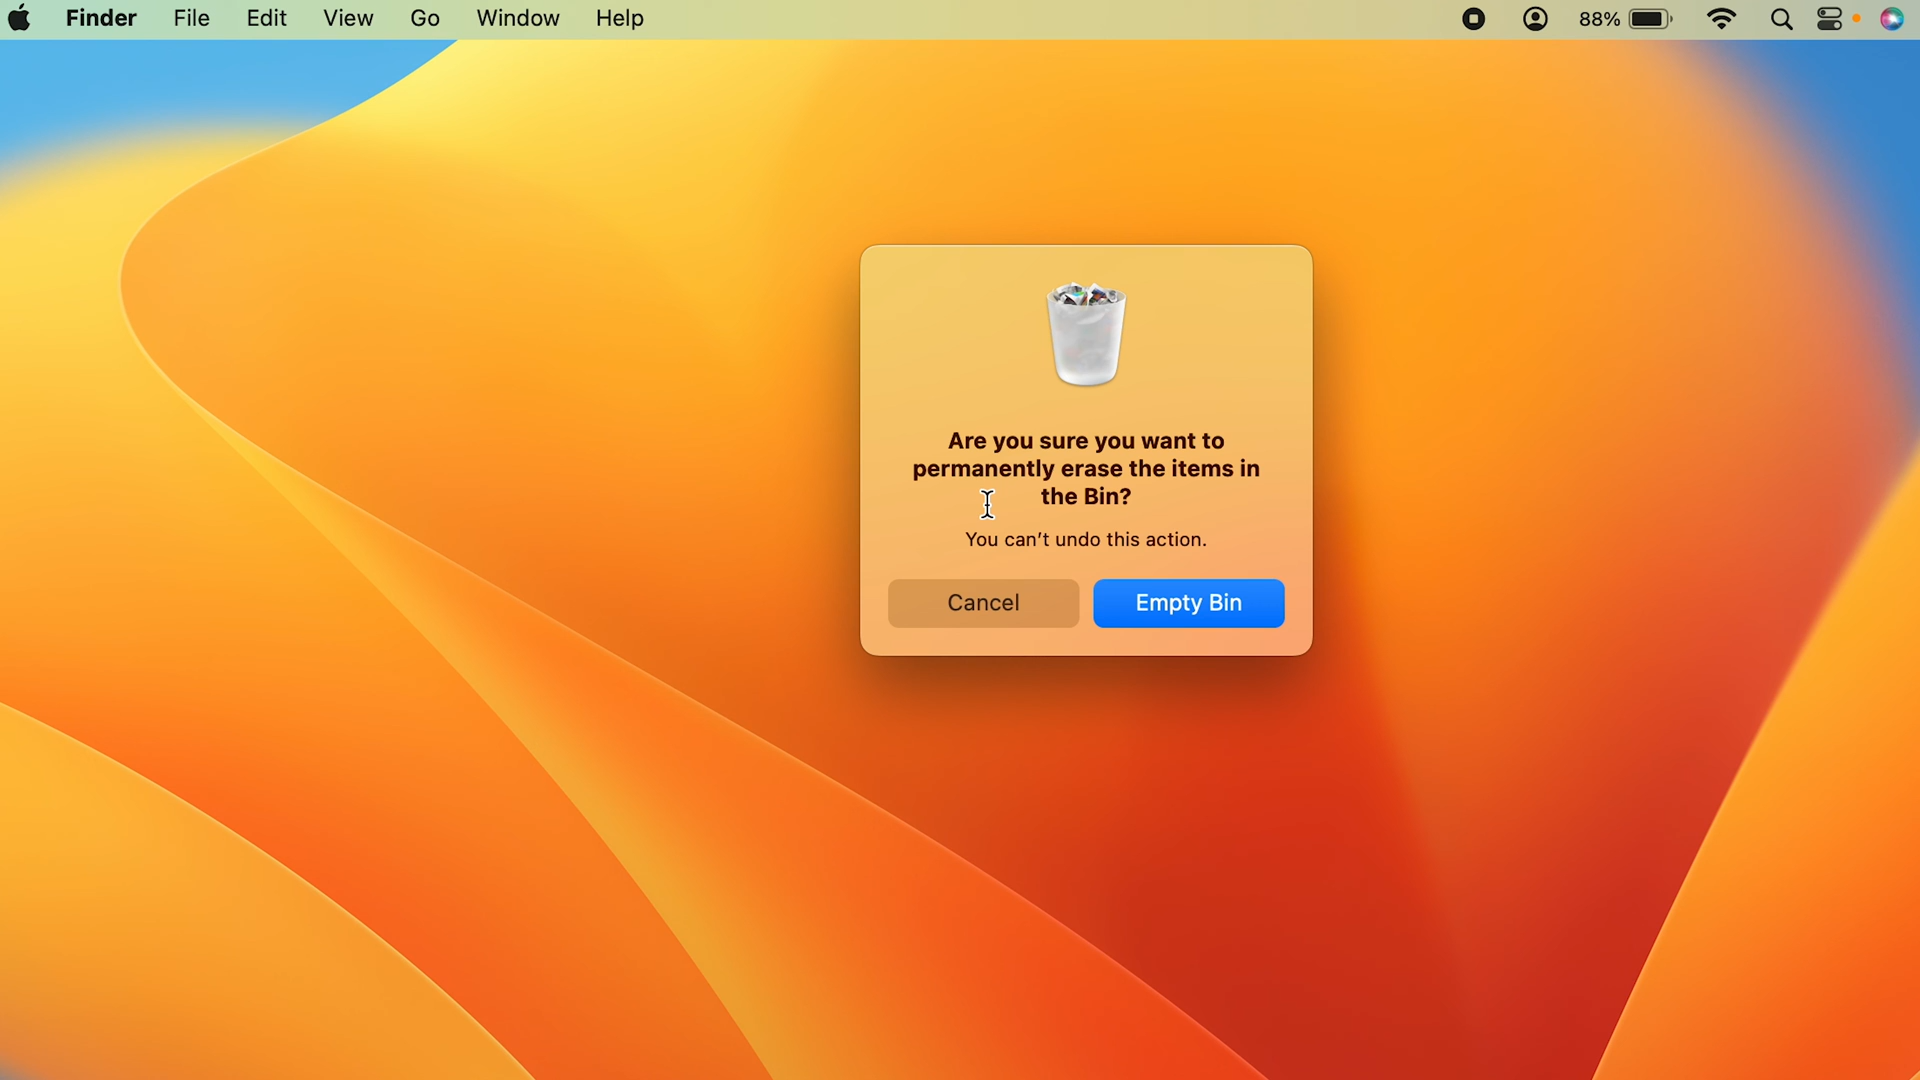 Finder File Edit View Go Window Help 88%
Are you sure you want to
permanently erase the items in
the Bin?
You can't undo this action.
Cancel Empty Bin